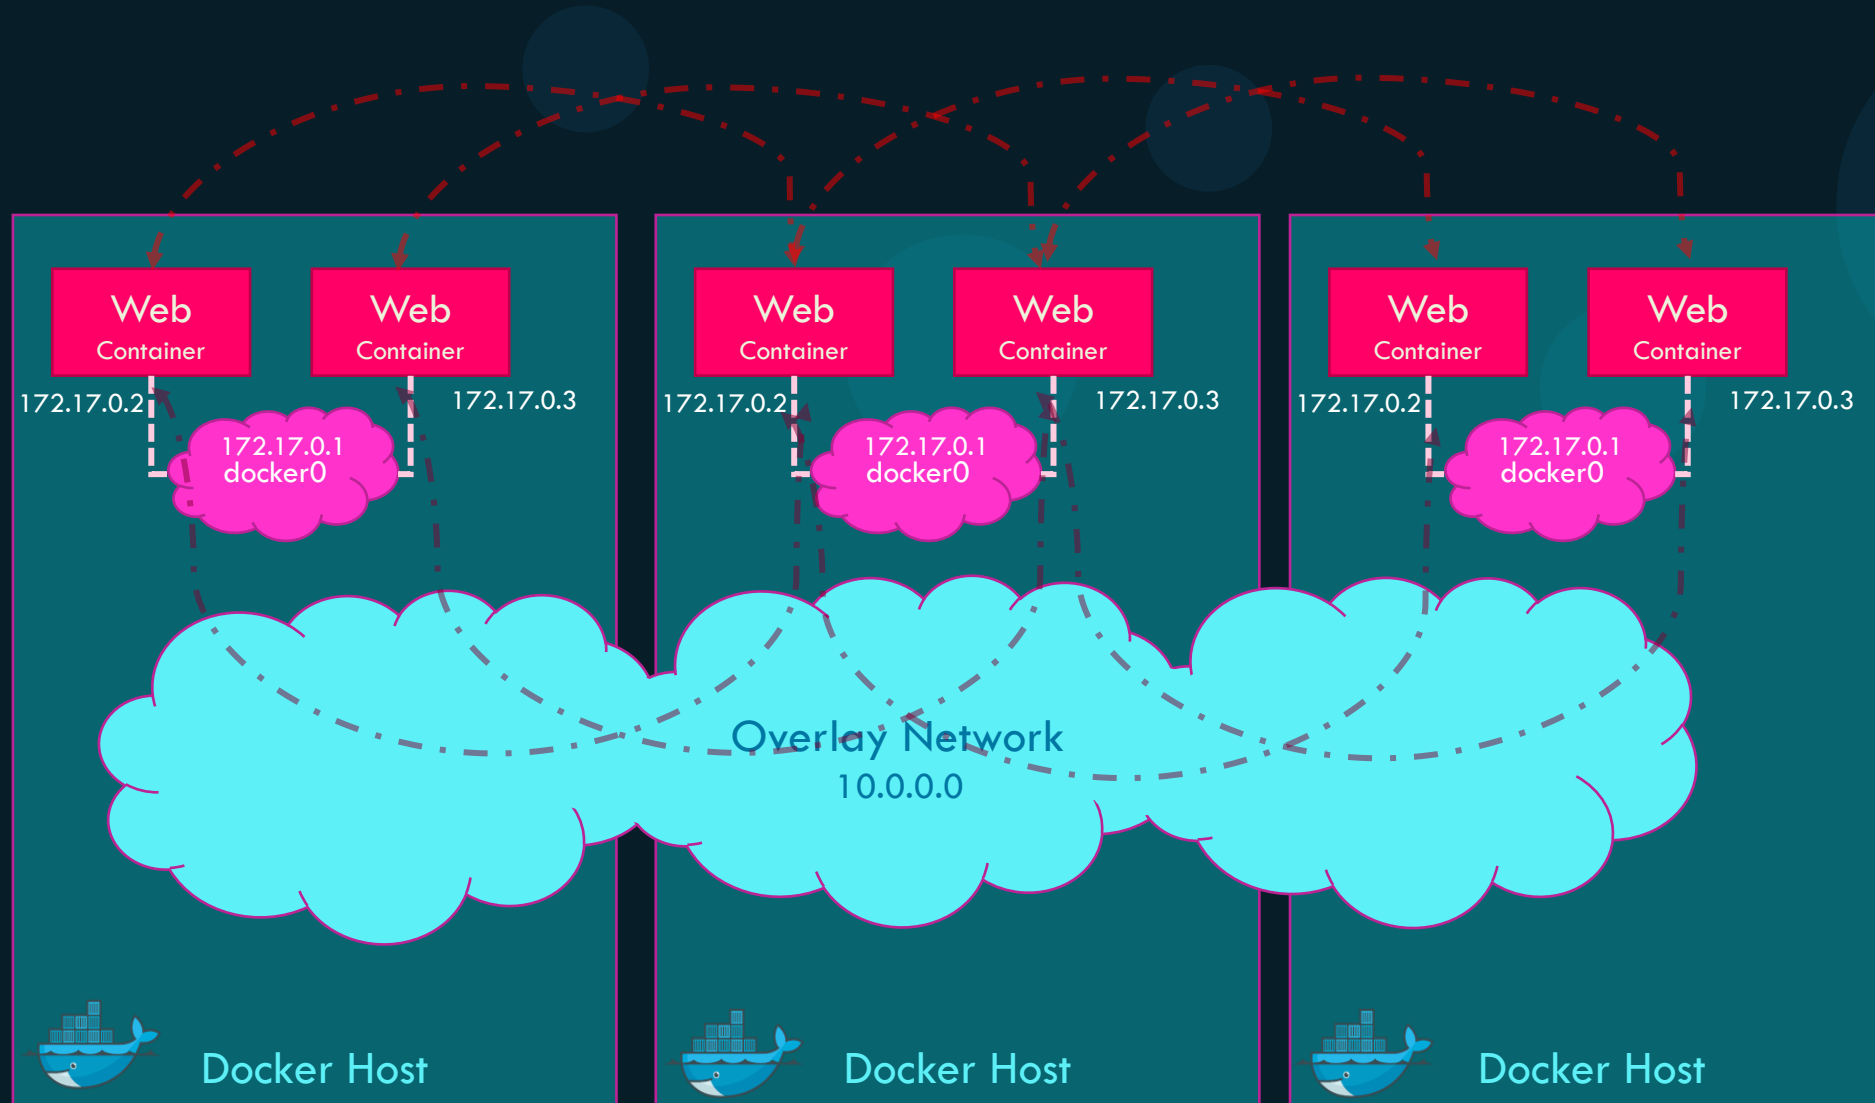 Web
Container
Web
Container
172.17.0.2
172.17.0.3
172.17.0.1
docker0
Web
Container
Web
Container
172.17.0.2
172.17.0.3
172.17.0.1
docker0
Web
Container
Web
Container
172.17.0.2
172.17.0.3
172.17.0.1
docker0
Overlay Network
10.0.0.0
Docker Host
Docker Host
Docker Host